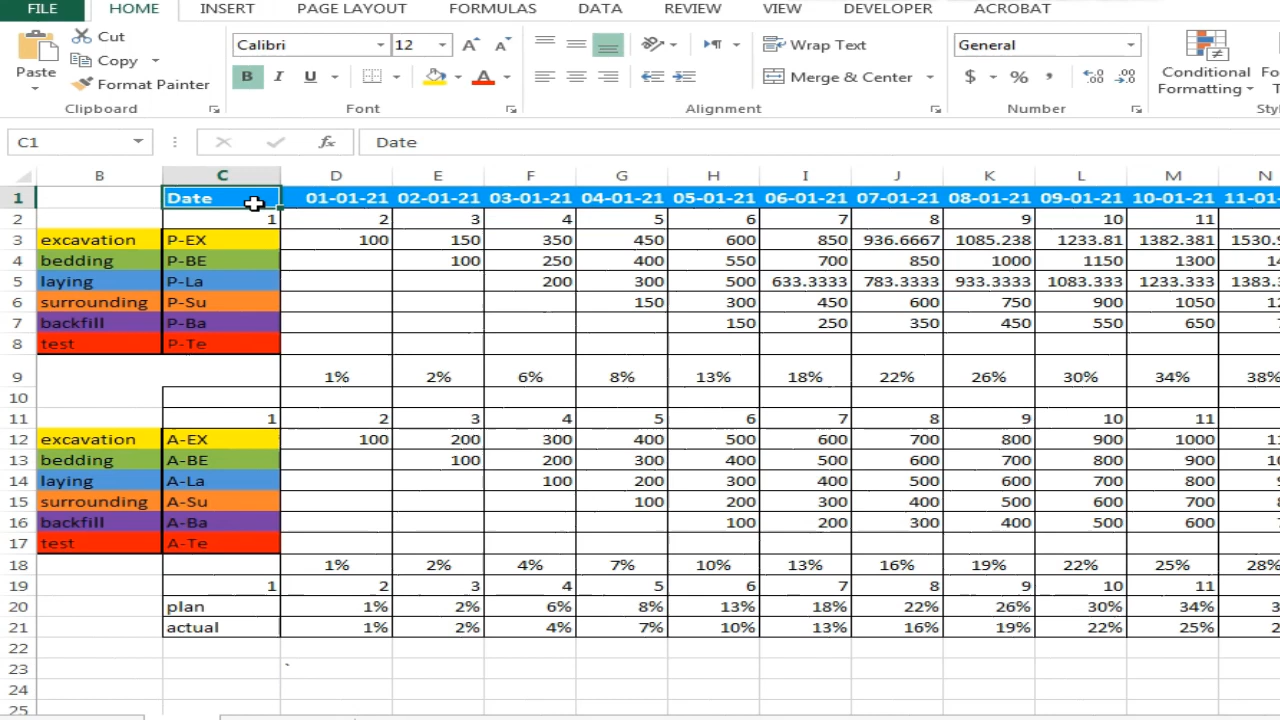 FILE HOME INSERT PAGE LAYOUT FORMULAS DATA REVIEW VIEW DEVELOPER ACROBAT
Cut
Copy
Format Painter
Paste
Clipboard
Calibri 12
B I U
Font
Wrap Text
Merge & Center
Alignment
General
$ % ,
Number
Conditional
Formatting
C1 fx Date
B C D E F G H I J K L M N
1 Date 01-01-21 02-01-21 03-01-21 04-01-21 05-01-21 06-01-21 07-01-21 08-01-21 09-01-21 10-01-21 11-01-
2 1 2 3 4 5 6 7 8 9 10 11
3 excavation P-EX 100 150 350 450 600 850 936.6667 1085.238 1233.81 1382.381 1530.9
4 bedding P-BE 100 250 400 550 700 850 1000 1150 1300
5 laying P-La 200 300 500 633.3333 783.3333 933.3333 1083.333 1233.333 1383.3
6 surrounding P-Su 150 300 450 600 750 900 1050
7 backfill P-Ba 150 250 350 450 550 650
8 test P-Te
9 1% 2% 6% 8% 13% 18% 22% 26% 30% 34% 38%
10
11 1 2 3 4 5 6 7 8 9 10 11
12 excavation A-EX 100 200 300 400 500 600 700 800 900 1000
13 bedding A-BE 100 200 300 400 500 600 700 800 900
14 laying A-La 100 200 300 400 500 600 700 800
15 surrounding A-Su 100 200 300 400 500 600 700
16 backfill A-Ba 100 200 300 400 500 600
17 test A-Te
18 1% 2% 4% 7% 10% 13% 16% 19% 22% 25% 28%
19 1 2 3 4 5 6 7 8 9 10 11
20 plan 1% 2% 6% 8% 13% 18% 22% 26% 30% 34%
21 actual 1% 2% 4% 7% 10% 13% 16% 19% 22% 25%
22
23
24
25